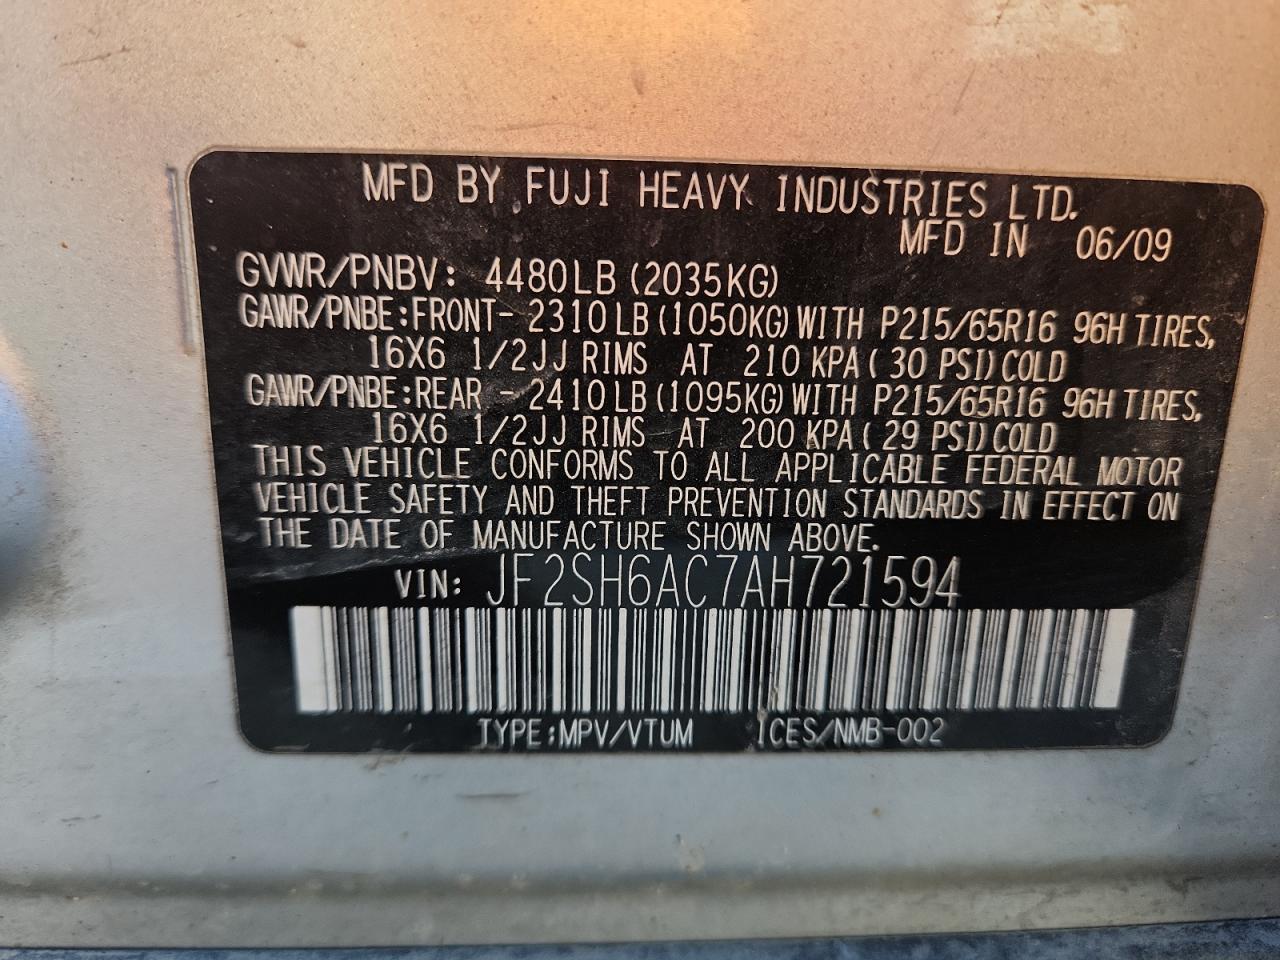 MFD BY FUJI HEAVY INDUSTRIES LTD.
MFD IN 06/09
GVWR/PNBV: 4480LB (2035KG)
GAWR/PNBE:FRONT- 2310LB(1050KG)WITH P215/65R16 96H TIRES,
16X6 1/2JJ RIMS AT 210 KPA(30 PSI)COLD
GAWR/PNBE:REAR -2410LB(1095KG)WITH P215/65R16 96H TIRES,
16X6 1/2JJ RIMS AT 200 KPA(29 PSI)COLD
THIS VEHICLE CONFORMS TO ALL APPLICABLE FEDERAL MOTOR
VEHICLE SAFETY AND THEFT PREVENTION STANDARDS IN EFFECT ON
THE DATE OF MANUFACTURE SHOWN ABOVE.
VIN: JF2SH6AC7AH721594
TYPE:MPV/VTUM ICES/NMB-002